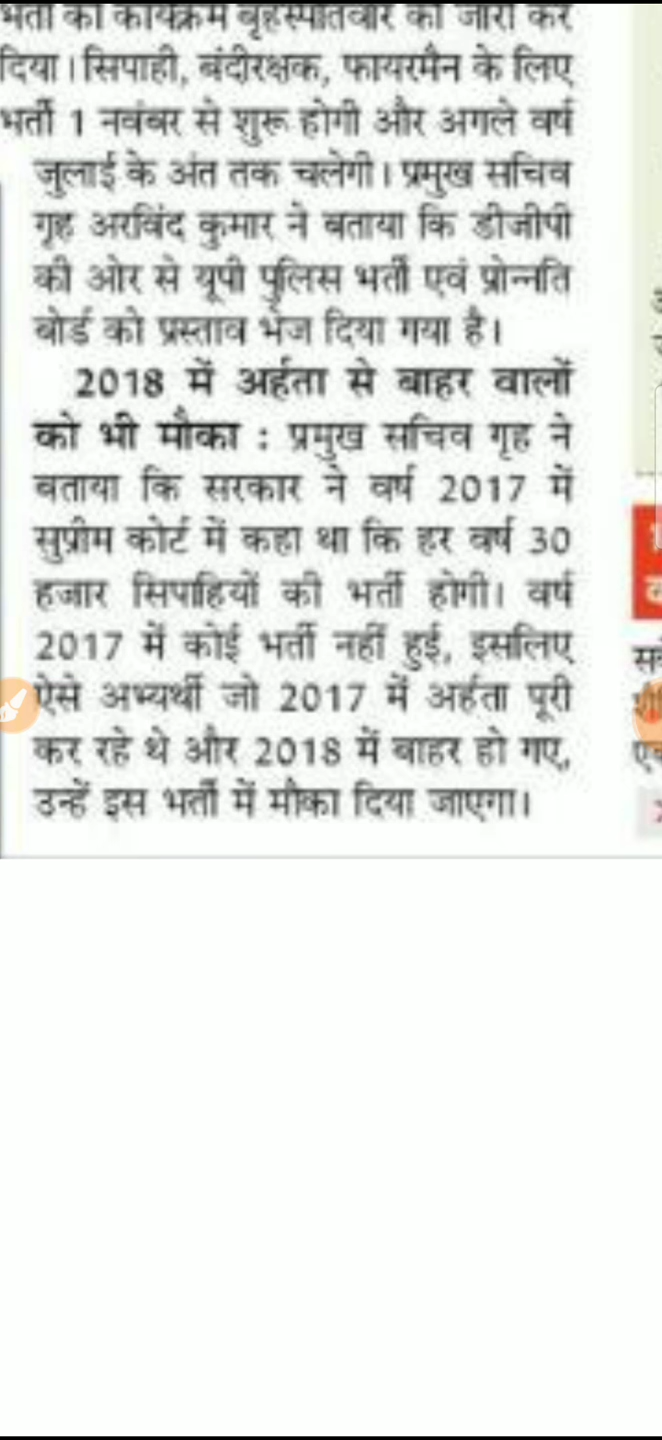 भर्ती का कार्यक्रम बृहस्पतिवार को जारी कर
दिया। सिपाही, बंदीरक्षक, फायरमैन के लिए
भर्ती 1 नवंबर से शुरू होगी और अगले वर्ष
जुलाई के अंत तक चलेगी। प्रमुख सचिव
गृह अरविंद कुमार ने बताया कि डीजीपी
की ओर से यूपी पुलिस भर्ती एवं प्रोन्नति
बोर्ड को प्रस्ताव भेज दिया गया है।
2018 में अर्हता से बाहर वालों
को भी मौका : प्रमुख सचिव गृह ने
बताया कि सरकार ने वर्ष 2017 में
सुप्रीम कोर्ट में कहा था कि हर वर्ष 30
हजार सिपाहियों की भर्ती होगी। वर्ष
2017 में कोई भर्ती नहीं हुई, इसलिए
ऐसे अभ्यर्थी जो 2017 में अर्हता पूरी
कर रहे थे और 2018 में बाहर हो गए,
उन्हें इस भर्ती में मौका दिया जाएगा।